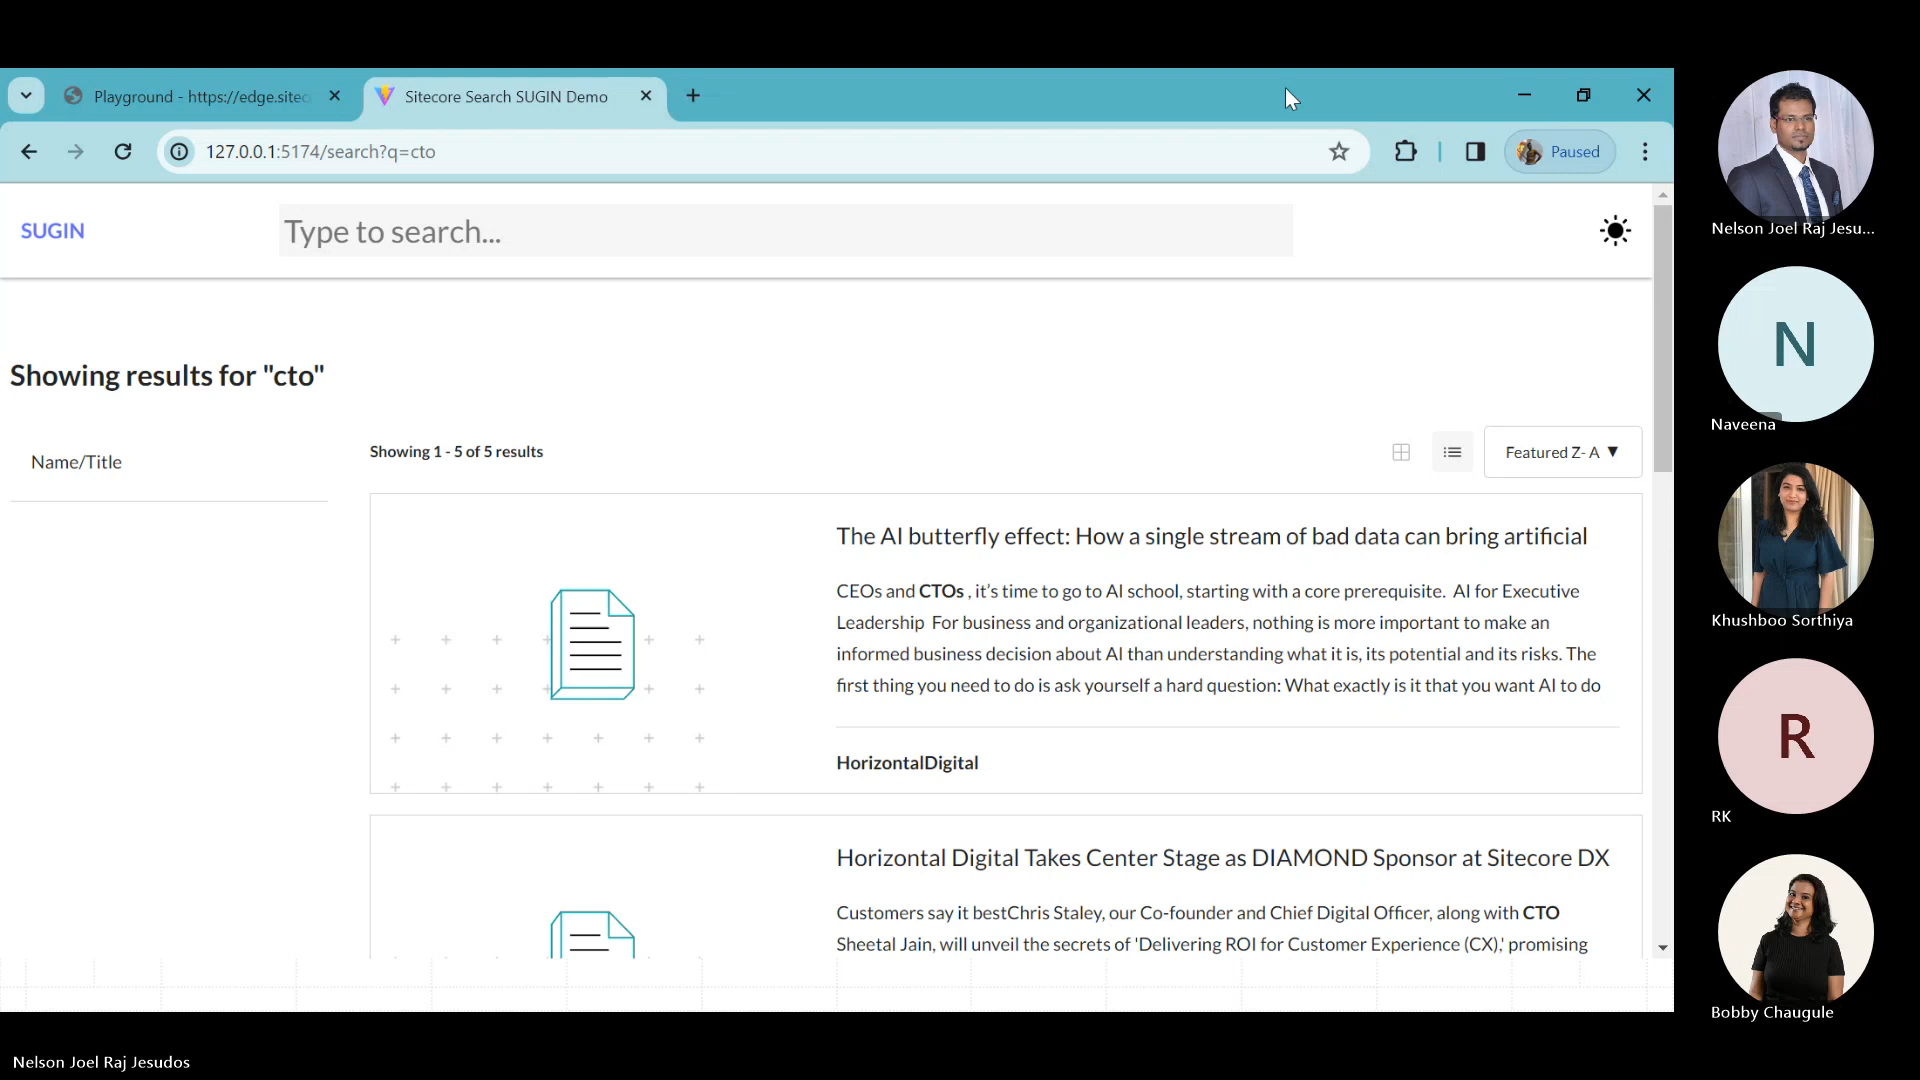 Playground - https://edge.sitec
Sitecore Search SUGIN Demo
127.0.0.1:5174/search?q=cto
Paused
SUGIN
Type to search...
Showing results for "cto"
Name/Title
Showing 1 - 5 of 5 results
Featured Z- A ▼
The AI butterfly effect: How a single stream of bad data can bring artificial
CEOs and CTOs , it’s time to go to AI school, starting with a core prerequisite. AI for Executive
Leadership For business and organizational leaders, nothing is more important to make an
informed business decision about AI than understanding what it is, its potential and its risks. The
first thing you need to do is ask yourself a hard question: What exactly is it that you want AI to do
HorizontalDigital
Horizontal Digital Takes Center Stage as DIAMOND Sponsor at Sitecore DX
Customers say it bestChris Staley, our Co-founder and Chief Digital Officer, along with CTO
Sheetal Jain, will unveil the secrets of 'Delivering ROI for Customer Experience (CX),' promising
Nelson Joel Raj Jesu...
N
Naveena
Khushboo Sorthiya
R
RK
Bobby Chaugule
Nelson Joel Raj Jesudos